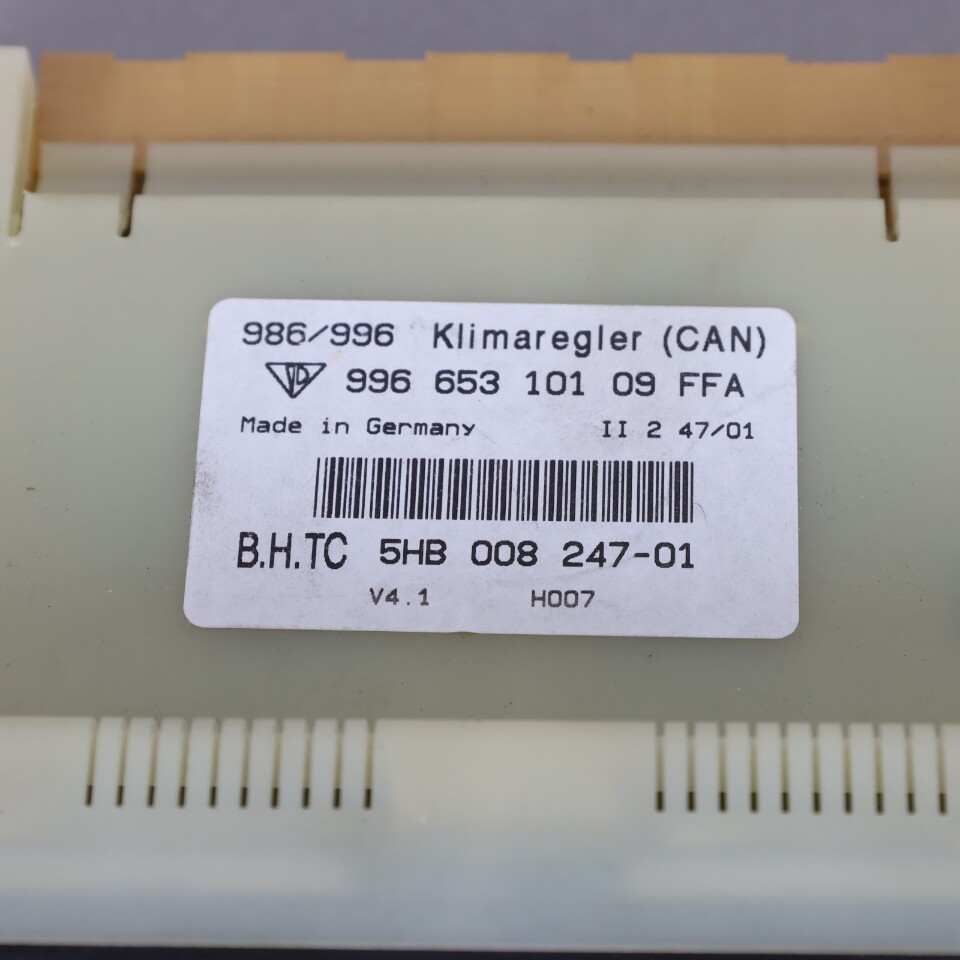 986/996 Klimaregler (CAN)
996 653 101 09 FFA
Made in Germany II 2 47/01
B.H.TC 5HB 008 247-01
V4.1 H007